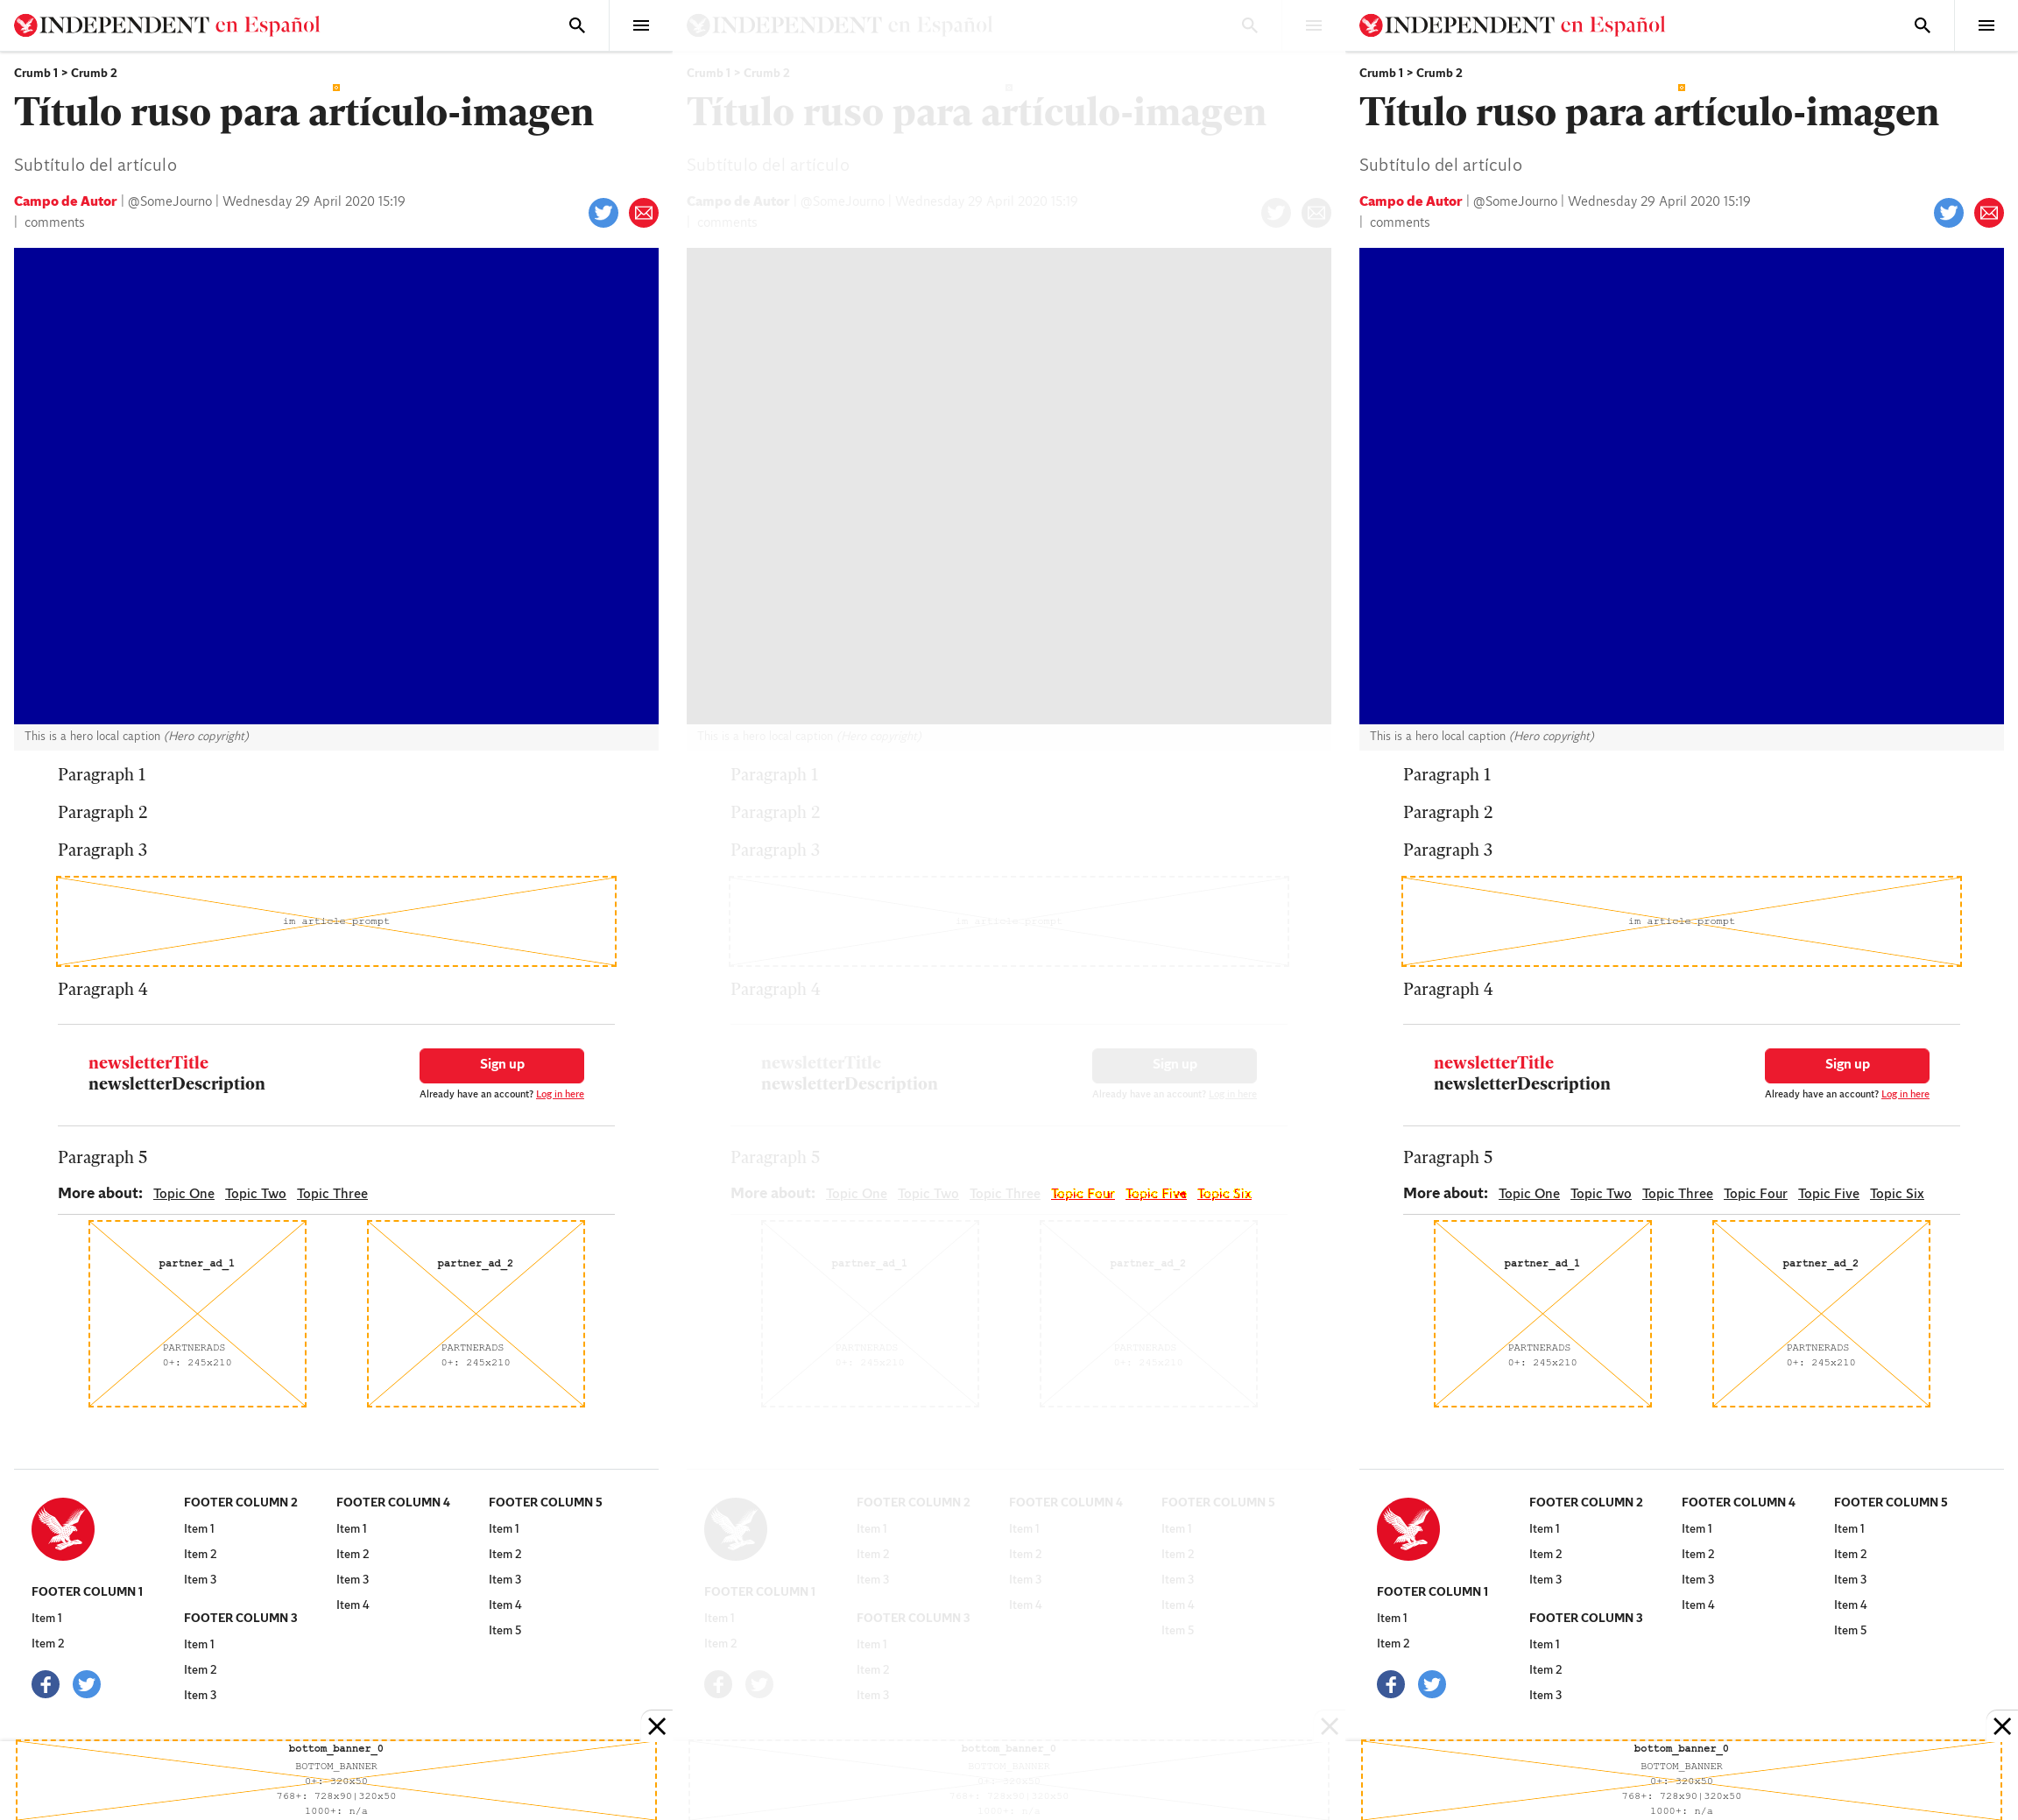 INDEPENDENT en Español
Crumb 1 > Crumb 2
Título ruso para artículo-imagen
Subtítulo del artículo
Campo de Autor | @SomeJourno | Wednesday 29 April 2020 15:19
| comments
This is a hero local caption (Hero copyright)
Paragraph 1
Paragraph 2
Paragraph 3
im article prompt
Paragraph 4
newsletterTitle
newsletterDescription
Sign up
Already have an account? Log in here
Paragraph 5
More about: Topic One Topic Two Topic Three
partner_ad_1
PARTNERADS
0+: 245x210
partner_ad_2
PARTNERADS
0+: 245x210
FOOTER COLUMN 1
Item 1
Item 2
FOOTER COLUMN 2
Item 1
Item 2
Item 3
FOOTER COLUMN 3
Item 1
Item 2
Item 3
FOOTER COLUMN 4
Item 1
Item 2
Item 3
Item 4
FOOTER COLUMN 5
Item 1
Item 2
Item 3
Item 4
Item 5
bottom_banner_0
BOTTOM_BANNER
0+: 320x50
768+: 728x90|320x50
1000+: n/a
INDEPENDENT en Español
Crumb 1 > Crumb 2
Título ruso para artículo-imagen
Subtítulo del artículo
Campo de Autor | @SomeJourno | Wednesday 29 April 2020 15:19
| comments
This is a hero local caption (Hero copyright)
Paragraph 1
Paragraph 2
Paragraph 3
im article prompt
Paragraph 4
newsletterTitle
newsletterDescription
Sign up
Already have an account? Log in here
Paragraph 5
More about: Topic One Topic Two Topic Three Topic Four Topic Five Topic Six
partner_ad_1
PARTNERADS
0+: 245x210
partner_ad_2
PARTNERADS
0+: 245x210
FOOTER COLUMN 1
Item 1
Item 2
FOOTER COLUMN 2
Item 1
Item 2
Item 3
FOOTER COLUMN 3
Item 1
Item 2
Item 3
FOOTER COLUMN 4
Item 1
Item 2
Item 3
Item 4
FOOTER COLUMN 5
Item 1
Item 2
Item 3
Item 4
Item 5
bottom_banner_0
BOTTOM_BANNER
0+: 320x50
768+: 728x90|320x50
1000+: n/a
INDEPENDENT en Español
Crumb 1 > Crumb 2
Título ruso para artículo-imagen
Subtítulo del artículo
Campo de Autor | @SomeJourno | Wednesday 29 April 2020 15:19
| comments
This is a hero local caption (Hero copyright)
Paragraph 1
Paragraph 2
Paragraph 3
im article prompt
Paragraph 4
newsletterTitle
newsletterDescription
Sign up
Already have an account? Log in here
Paragraph 5
More about: Topic One Topic Two Topic Three Topic Four Topic Five Topic Six
partner_ad_1
PARTNERADS
0+: 245x210
partner_ad_2
PARTNERADS
0+: 245x210
FOOTER COLUMN 1
Item 1
Item 2
FOOTER COLUMN 2
Item 1
Item 2
Item 3
FOOTER COLUMN 3
Item 1
Item 2
Item 3
FOOTER COLUMN 4
Item 1
Item 2
Item 3
Item 4
FOOTER COLUMN 5
Item 1
Item 2
Item 3
Item 4
Item 5
bottom_banner_0
BOTTOM_BANNER
0+: 320x50
768+: 728x90|320x50
1000+: n/a